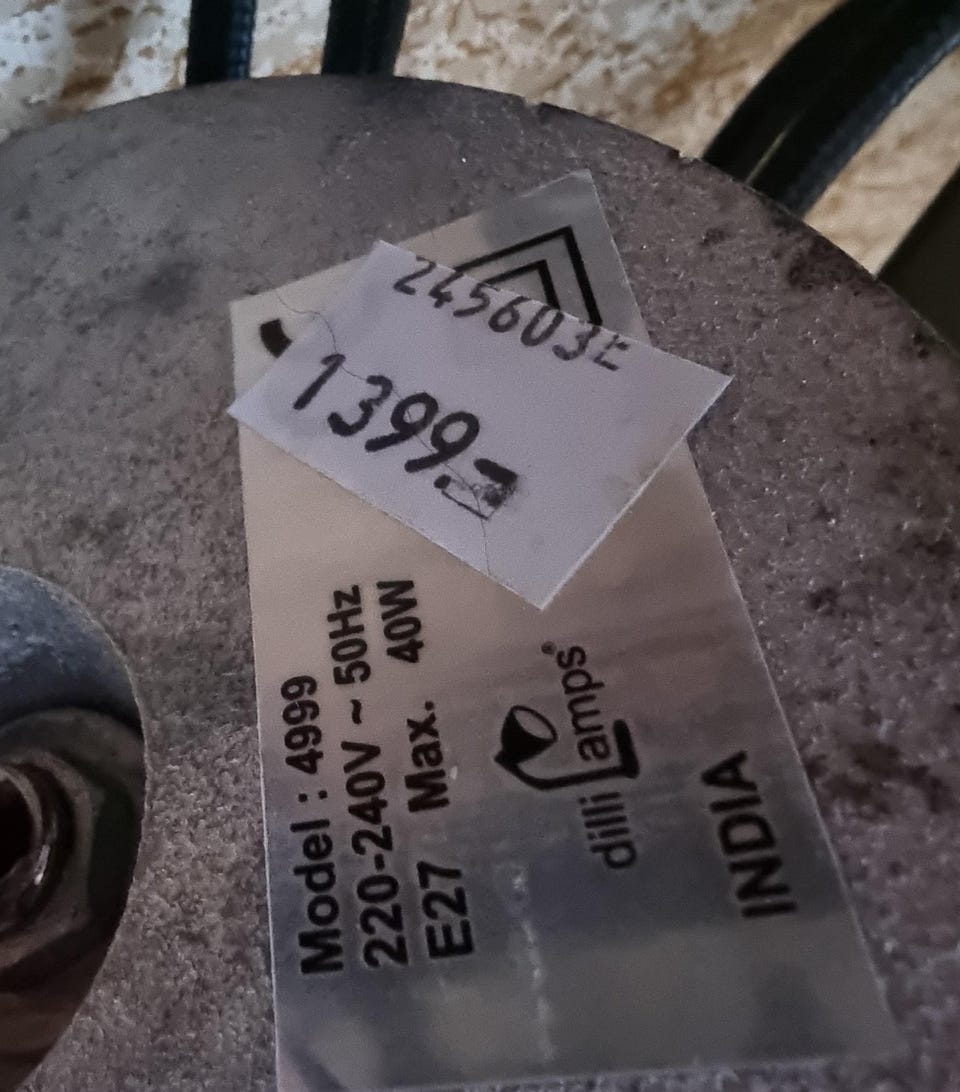 245603E
1399=
Model : 4999
220-240V ~ 50Hz
E27 Max. 40W
dilli Lamps®
INDIA